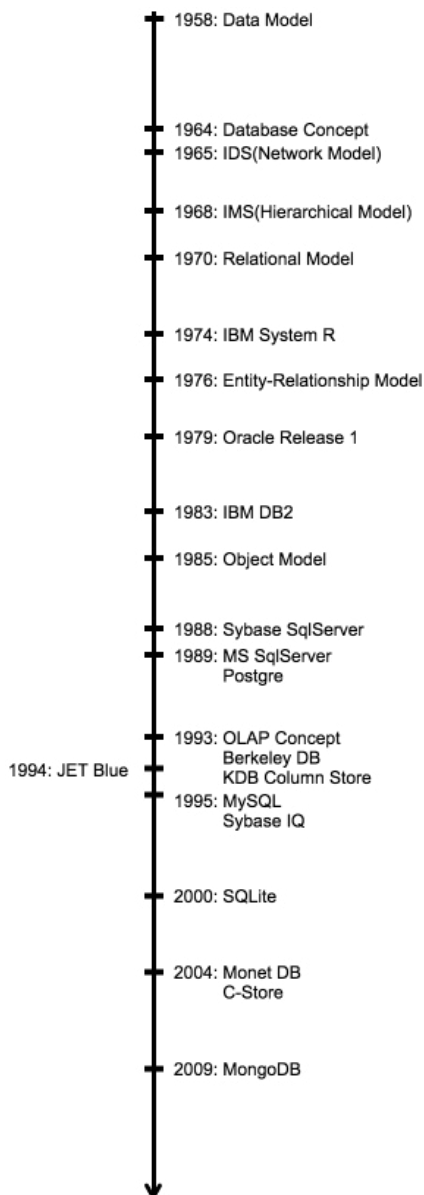 1958: Data Model
1964: Database Concept
1965: IDS(Network Model)
1968: IMS(Hierarchical Model)
1970: Relational Model
1974: IBM System R
1976: Entity-Relationship Model
1979: Oracle Release 1
1983: IBM DB2
1985: Object Model
1988: Sybase SqlServer
1989: MS SqlServer
Postgre
1993: OLAP Concept
Berkeley DB
KDB Column Store
1994: JET Blue
1995: MySQL
Sybase IQ
2000: SQLite
2004: Monet DB
C-Store
2009: MongoDB